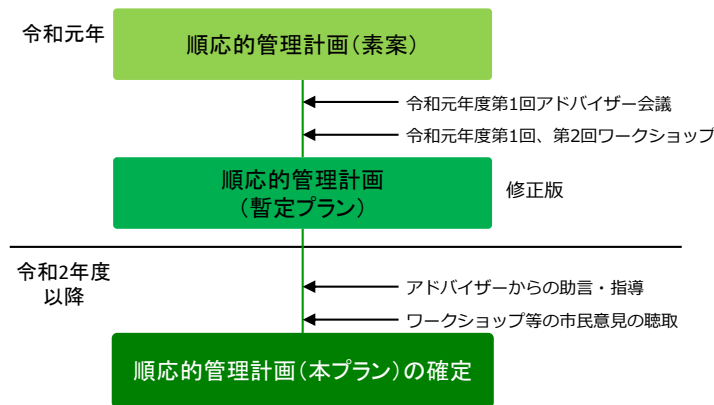 令和元年
順応的管理計画（素案）
令和元年度第1回アドバイザー会議
令和元年度第1回、第2回ワークショップ
順応的管理計画
（暫定プラン）
修正版
令和2年度
以降
アドバイザーからの助言・指導
ワークショップ等の市民意見の聴取
順応的管理計画（本プラン）の確定